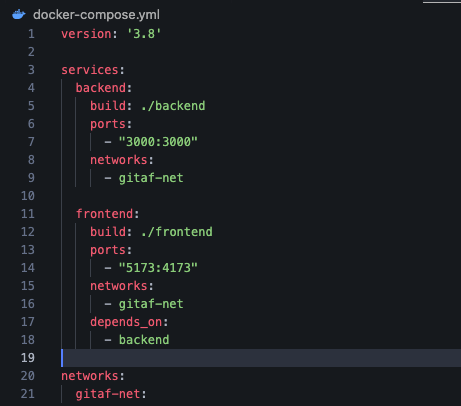 docker-compose.yml
1 version: '3.8'
2
3 services:
4   backend:
5     build: ./backend
6     ports:
7       - "3000:3000"
8     networks:
9       - gitaf-net
10
11   frontend:
12     build: ./frontend
13     ports:
14       - "5173:4173"
15     networks:
16       - gitaf-net
17     depends_on:
18       - backend
19
20 networks:
21   gitaf-net: